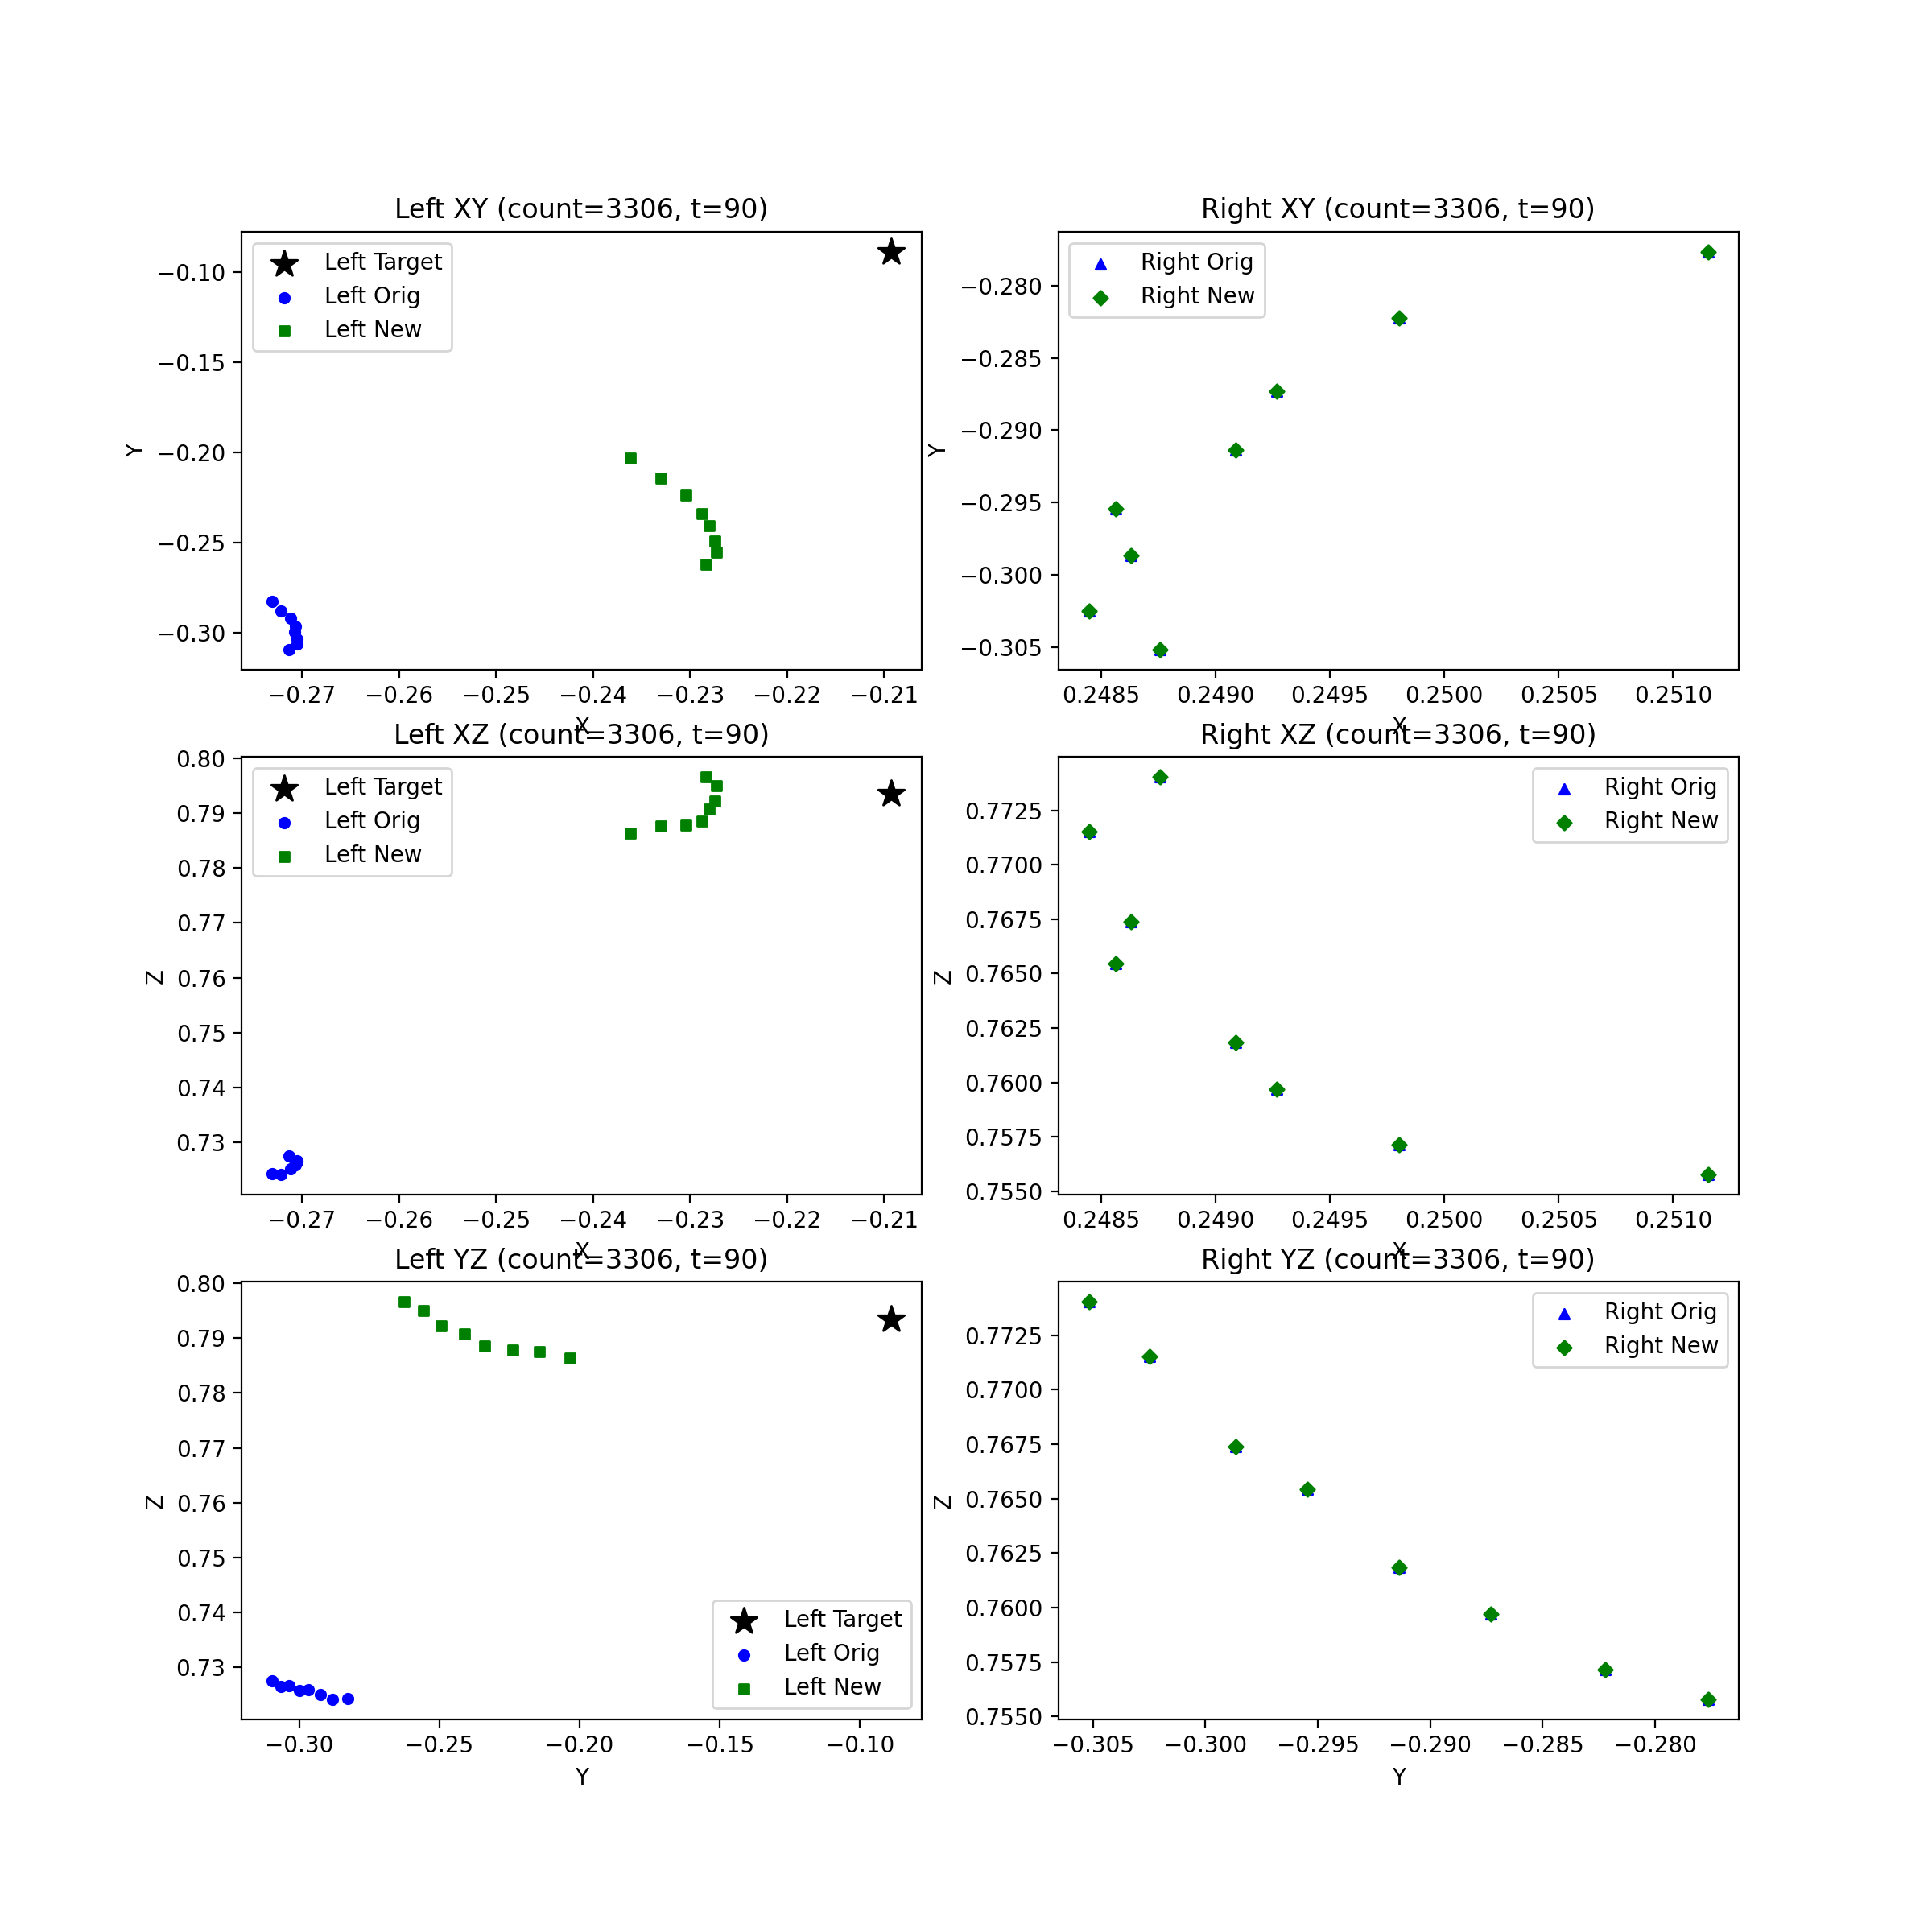 Left XY (count=3306, t=90)
Right XY (count=3306, t=90)
Left Target
Left Orig
Left New
Right Orig
Right New
−0.10
−0.15
−0.20
−0.25
−0.30
Y
−0.27 −0.26 −0.25 −0.24 −0.23 −0.22 −0.21
X
−0.280
−0.285
−0.290
−0.295
−0.300
−0.305
Y
0.2485 0.2490 0.2495 0.2500 0.2505 0.2510
X
Left XZ (count=3306, t=90)
Right XZ (count=3306, t=90)
Left Target
Left Orig
Left New
Right Orig
Right New
0.80
0.79
0.78
0.77
0.76
0.75
0.74
0.73
Z
−0.27 −0.26 −0.25 −0.24 −0.23 −0.22 −0.21
X
0.7725
0.7700
0.7675
0.7650
0.7625
0.7600
0.7575
0.7550
Z
0.2485 0.2490 0.2495 0.2500 0.2505 0.2510
X
Left YZ (count=3306, t=90)
Right YZ (count=3306, t=90)
Left Target
Left Orig
Left New
Right Orig
Right New
0.80
0.79
0.78
0.77
0.76
0.75
0.74
0.73
Z
−0.30 −0.25 −0.20 −0.15 −0.10
Y
0.7725
0.7700
0.7675
0.7650
0.7625
0.7600
0.7575
0.7550
Z
−0.305 −0.300 −0.295 −0.290 −0.285 −0.280
Y